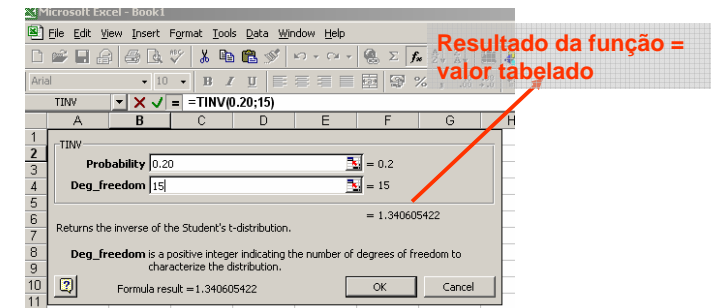 Microsoft Excel - Book1
File Edit View Insert Format Tools Data Window Help
Resultado da função =
valor tabelado
Arial 10 B I U %
TINV = =TINV(0.20;15)
A B C D E F G H
1
TINV
2
Probability 0.20 = 0.2
3
4
Deg_freedom 15 = 15
5
6
= 1.340605422
7
Returns the inverse of the Student's t-distribution.
8
Deg_freedom is a positive integer indicating the number of degrees of freedom to
9
characterize the distribution.
10
Formula result =1.340605422 OK Cancel
11